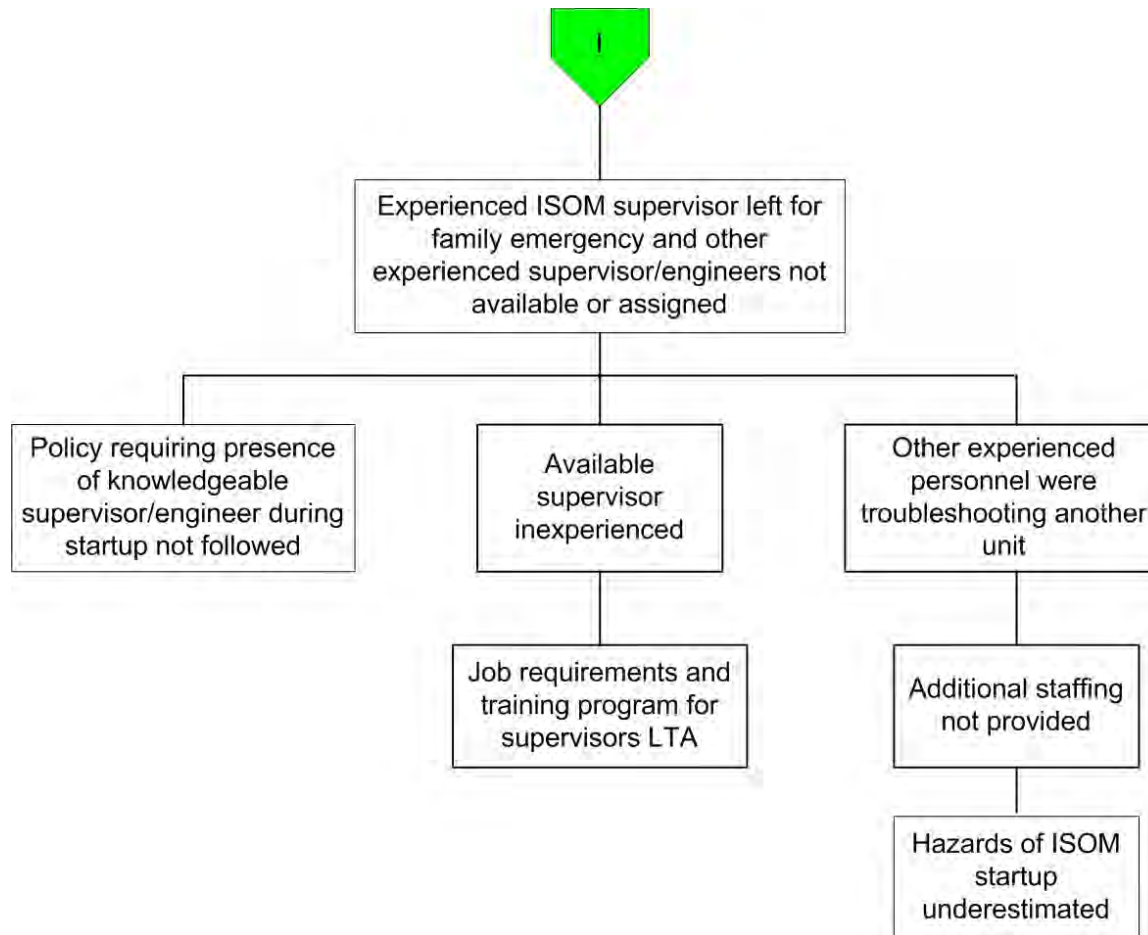 I
Experienced ISOM supervisor left for
family emergency and other
experienced supervisor/engineers not
available or assigned
Policy requiring presence
of knowledgeable
supervisor/engineer during
startup not followed
Available
supervisor
inexperienced
Other experienced
personnel were
troubleshooting another
unit
Job requirements and
training program for
supervisors LTA
Additional staffing
not provided
Hazards of ISOM
startup
underestimated